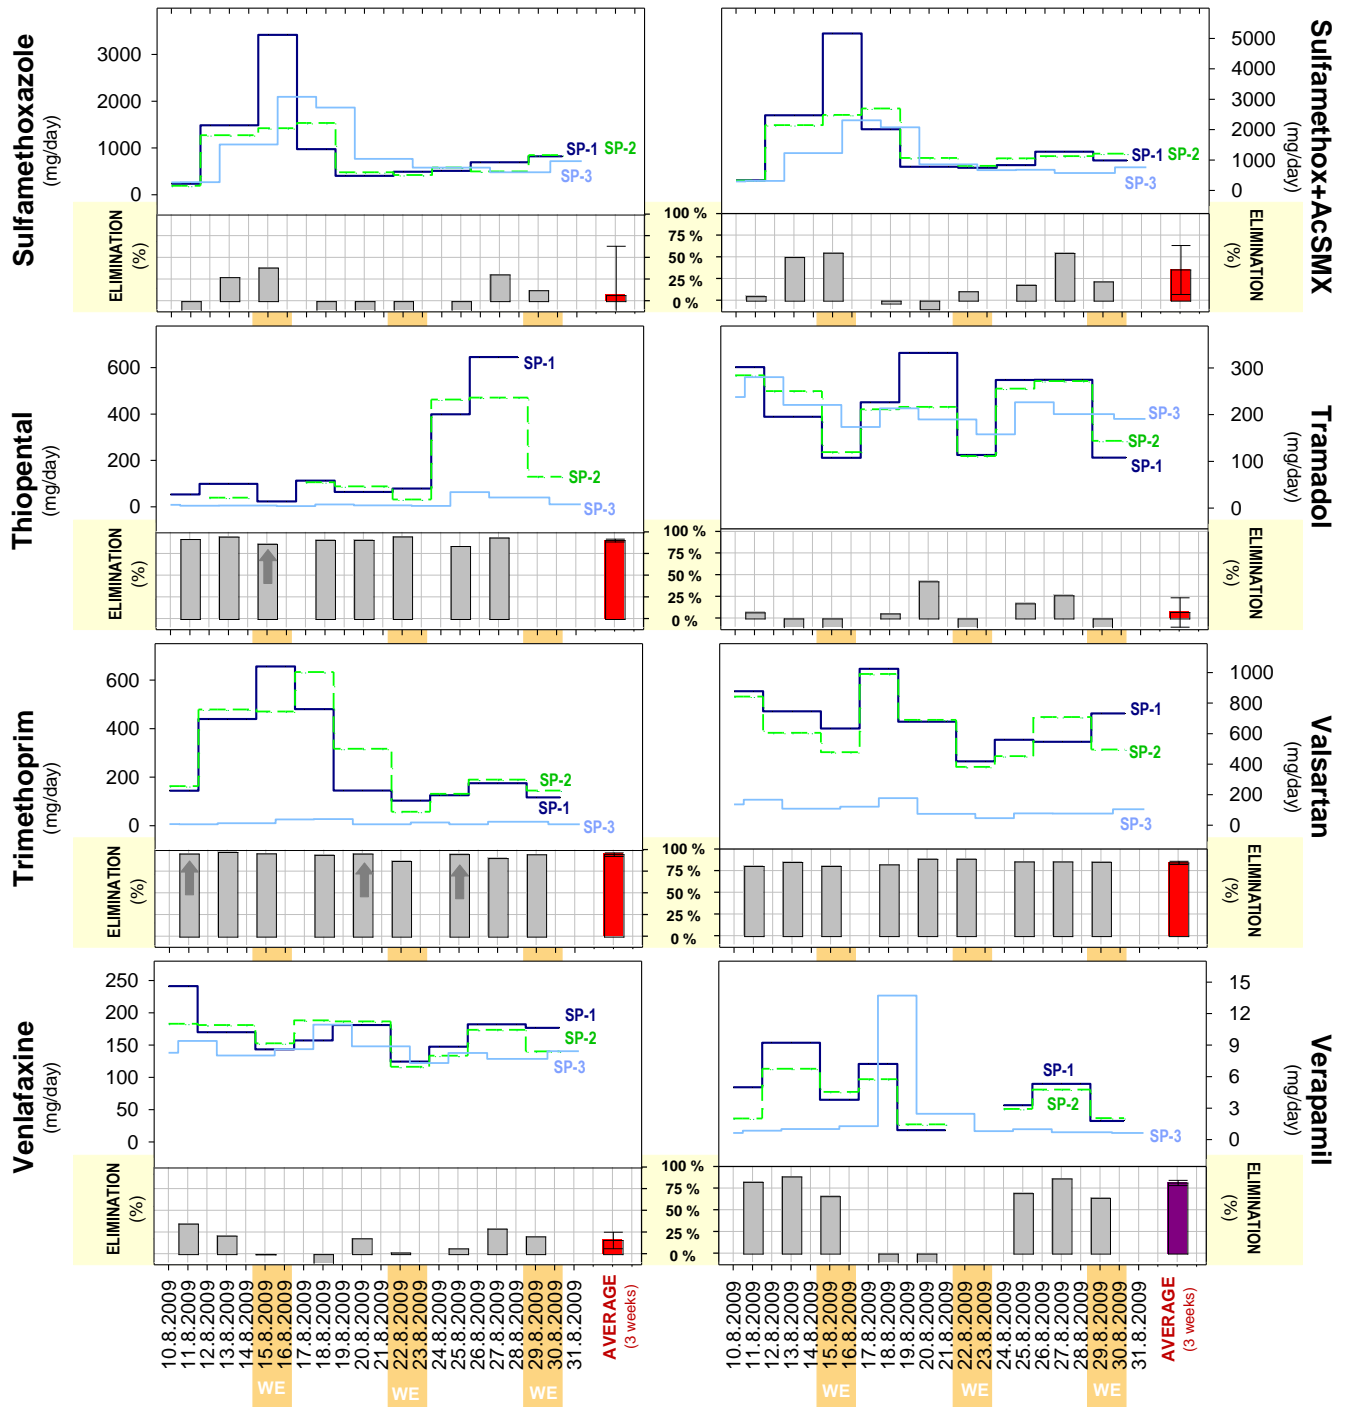 Sulfamethoxazole
(mg/day)
3000
2000
1000
0
SP-1
SP-2
SP-3
ELIMINATION
(%)
100 %
75 %
50 %
25 %
0 %
Sulfamethox+AcSMX
(mg/day)
5000
4000
3000
2000
1000
0
SP-1
SP-2
SP-3
ELIMINATION
(%)
Thiopental
(mg/day)
600
400
200
0
SP-1
SP-2
SP-3
ELIMINATION
(%)
100 %
75 %
50 %
25 %
0 %
Tramadol
(mg/day)
300
200
100
0
SP-3
SP-2
SP-1
ELIMINATION
(%)
Trimethoprim
(mg/day)
600
400
200
0
SP-2
SP-1
SP-3
ELIMINATION
(%)
100 %
75 %
50 %
25 %
0 %
Valsartan
(mg/day)
1000
800
600
400
200
0
SP-1
SP-2
SP-3
ELIMINATION
(%)
Venlafaxine
(mg/day)
250
200
150
100
50
0
SP-1
SP-2
SP-3
ELIMINATION
(%)
100 %
75 %
50 %
25 %
0 %
Verapamil
(mg/day)
15
12
9
6
3
0
SP-1
SP-2
SP-3
ELIMINATION
(%)
10.8.2009
11.8.2009
12.8.2009
13.8.2009
14.8.2009
15.8.2009
16.8.2009
17.8.2009
18.8.2009
19.8.2009
20.8.2009
21.8.2009
22.8.2009
23.8.2009
24.8.2009
25.8.2009
26.8.2009
27.8.2009
28.8.2009
29.8.2009
30.8.2009
31.8.2009
AVERAGE
(3 weeks)
WE
WE
WE
10.8.2009
11.8.2009
12.8.2009
13.8.2009
14.8.2009
15.8.2009
16.8.2009
17.8.2009
18.8.2009
19.8.2009
20.8.2009
21.8.2009
22.8.2009
23.8.2009
24.8.2009
25.8.2009
26.8.2009
27.8.2009
28.8.2009
29.8.2009
30.8.2009
31.8.2009
AVERAGE
(3 weeks)
WE
WE
WE